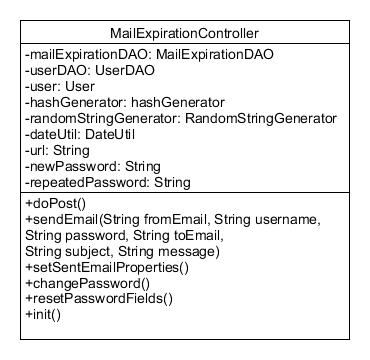 MailExpirationController
-mailExpirationDAO: MailExpirationDAO
-userDAO: UserDAO
-user: User
-hashGenerator: hashGenerator
-randomStringGenerator: RandomStringGenerator
-dateUtil: DateUtil
-url: String
-newPassword: String
-repeatedPassword: String
+doPost()
+sendEmail(String fromEmail, String username,
String password, String toEmail,
String subject, String message)
+setSentEmailProperties()
+changePassword()
+resetPasswordFields()
+init()